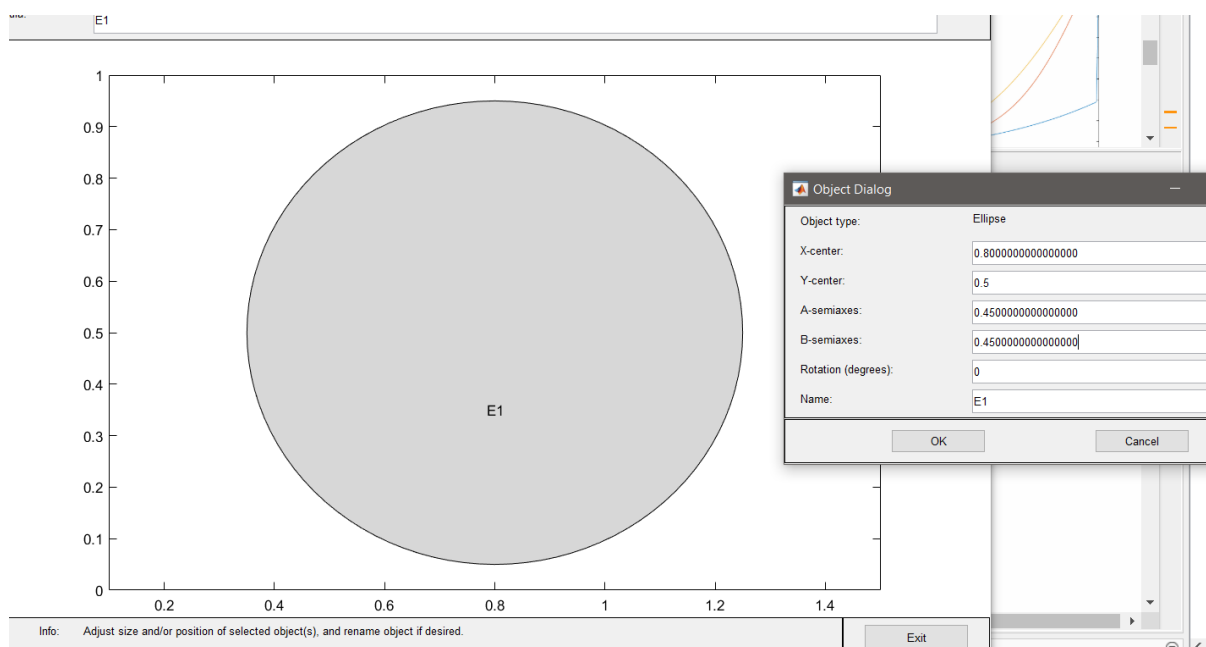 E1
1
0.9
0.8
0.7
0.6
0.5
0.4
0.3
0.2
0.1
0
E1
0.2 0.4 0.6 0.8 1 1.2 1.4
Object Dialog
Object type: Ellipse
X-center: 0.8000000000000000
Y-center: 0.5
A-semiaxes: 0.4500000000000000
B-semiaxes: 0.4500000000000000
Rotation (degrees): 0
Name: E1
OK Cancel
Info: Adjust size and/or position of selected object(s), and rename object if desired.
Exit